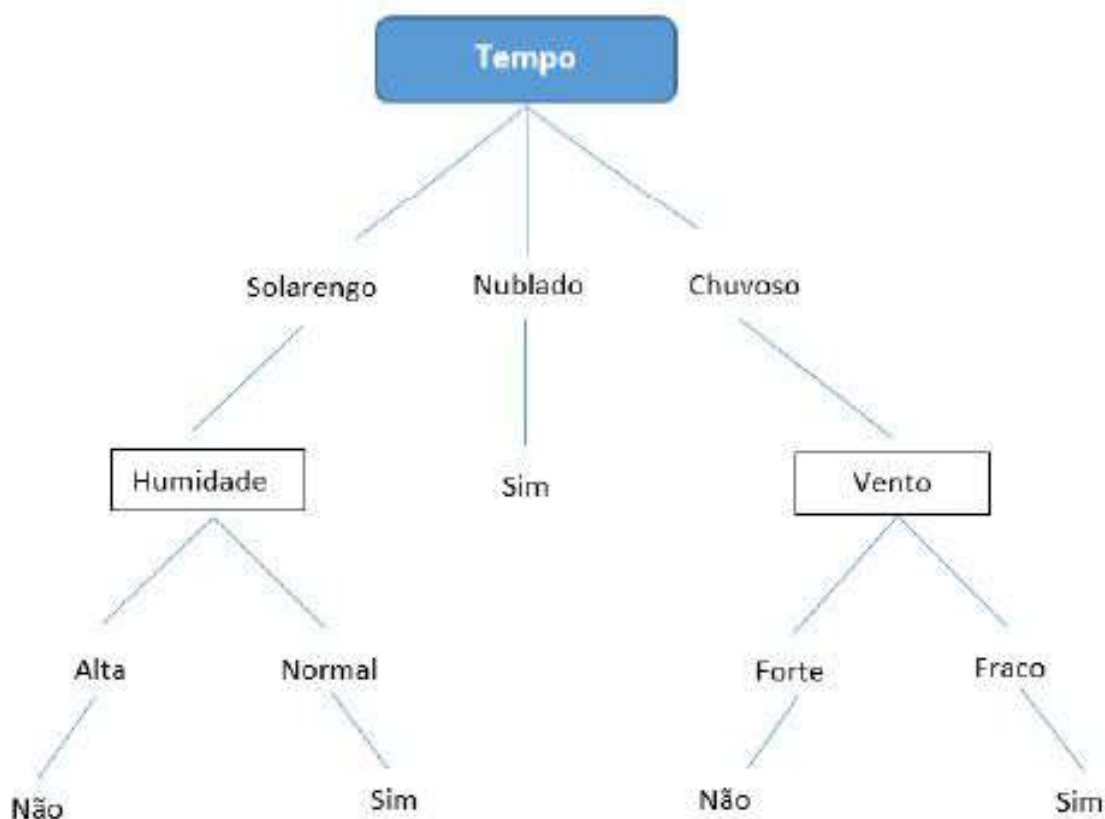 Tempo
Solarengo Nublado Chuvoso
Humidade Sim Vento
Alta Normal Forte Fraco
Não Sim Não Sim